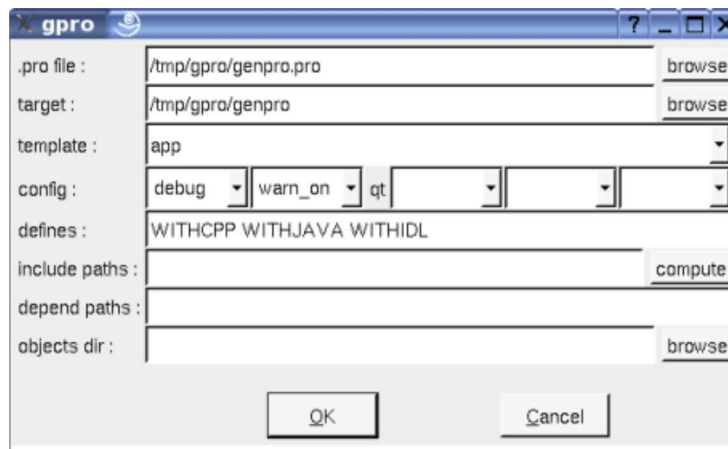 gpro ? _
.pro file : /tmp/gpro/genpro.pro browse
target : /tmp/gpro/genpro browse
template : app
config : debug warn_on qt
defines : WITHCPP WITHJAVA WITHIDL
include paths : compute
depend paths :
objects dir : browse
OK Cancel